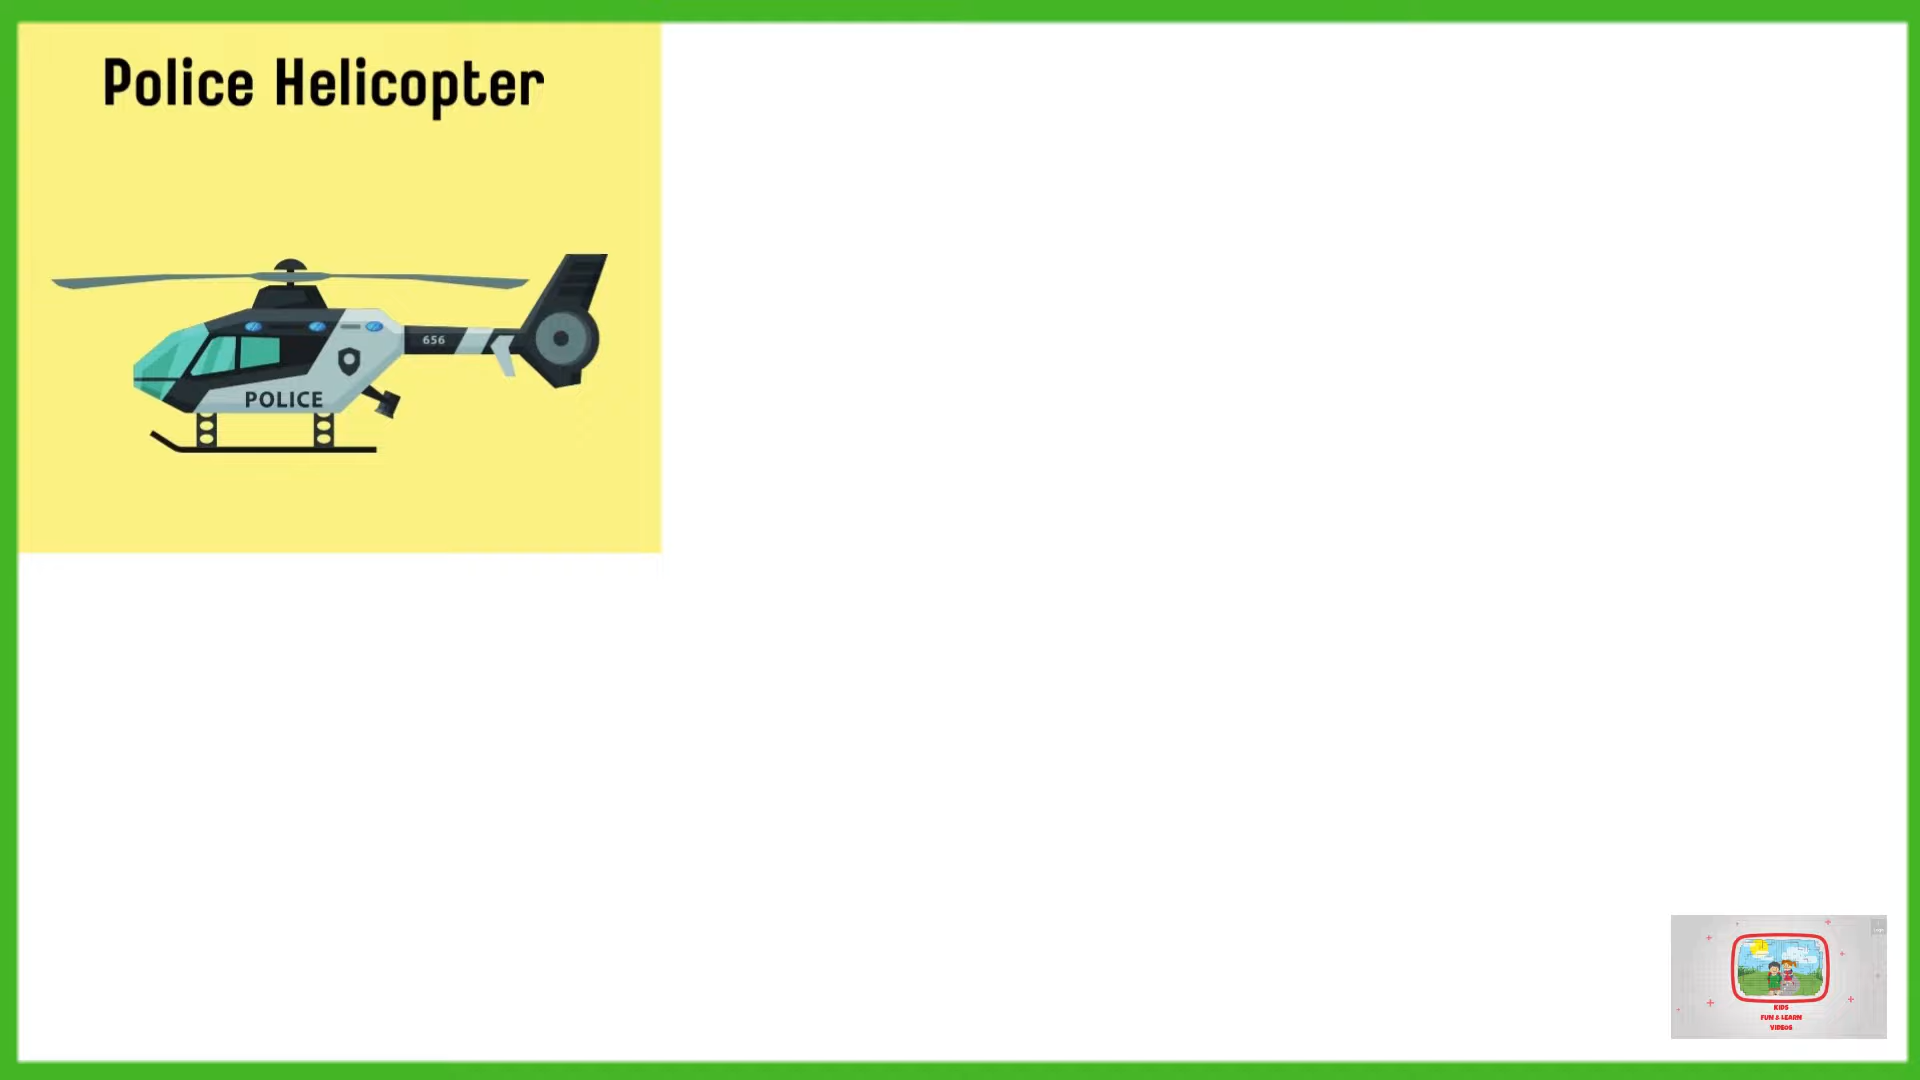 Police Helicopter
656
POLICE
KIDS
FUN & LEARN
VIDEOS